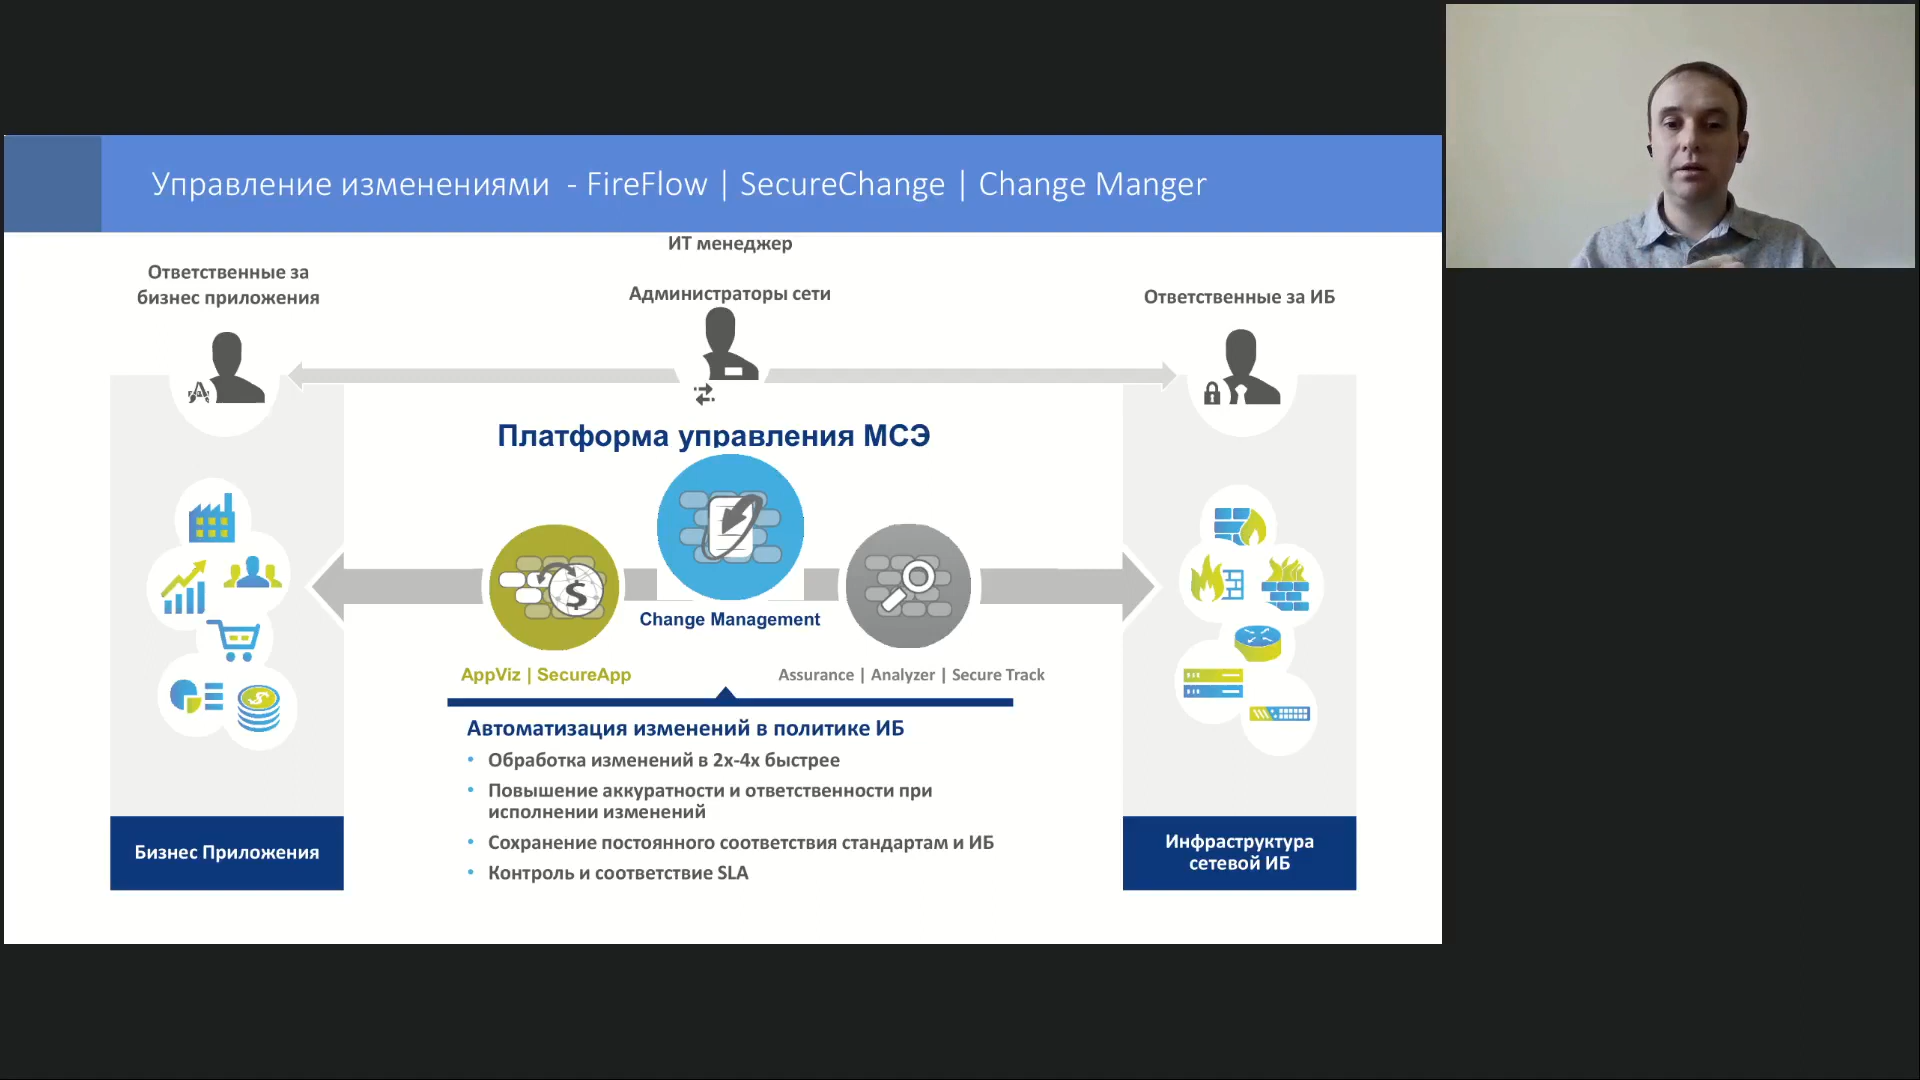 Управление изменениями - FireFlow | SecureChange | Change Manger
ИТ менеджер
Ответственные за
бизнес приложения
Администраторы сети
Ответственные за ИБ
Платформа управления МСЭ
Change Management
AppViz | SecureApp
Assurance | Analyzer | Secure Track
Автоматизация изменений в политике ИБ
• Обработка изменений в 2х-4х быстрее
• Повышение аккуратности и ответственности при
исполнении изменений
• Сохранение постоянного соответствия стандартам и ИБ
• Контроль и соответствие SLA
Бизнес Приложения
Инфраструктура
сетевой ИБ